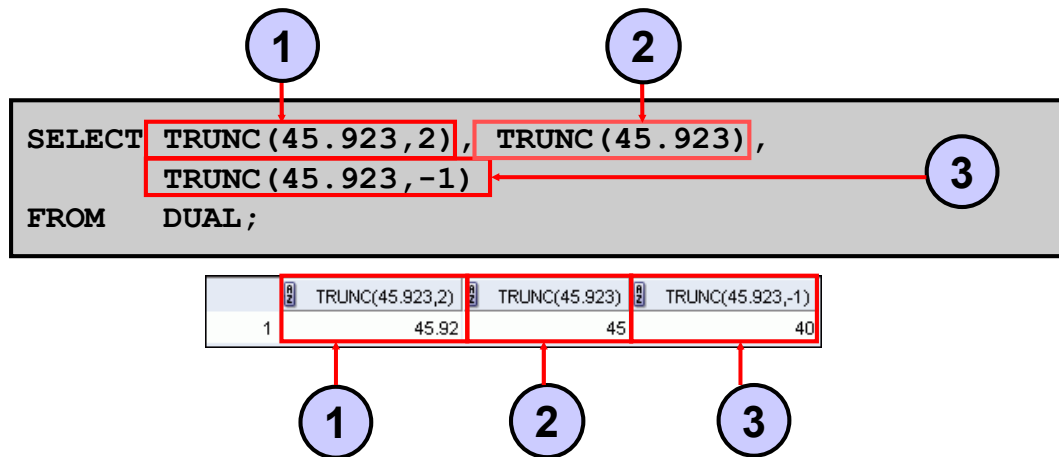 1 2
SELECT TRUNC(45.923,2), TRUNC(45.923),
TRUNC(45.923,-1) 3
FROM DUAL;
TRUNC(45.923,2) TRUNC(45.923) TRUNC(45.923,-1)
1 45.92 45 40
1 2 3